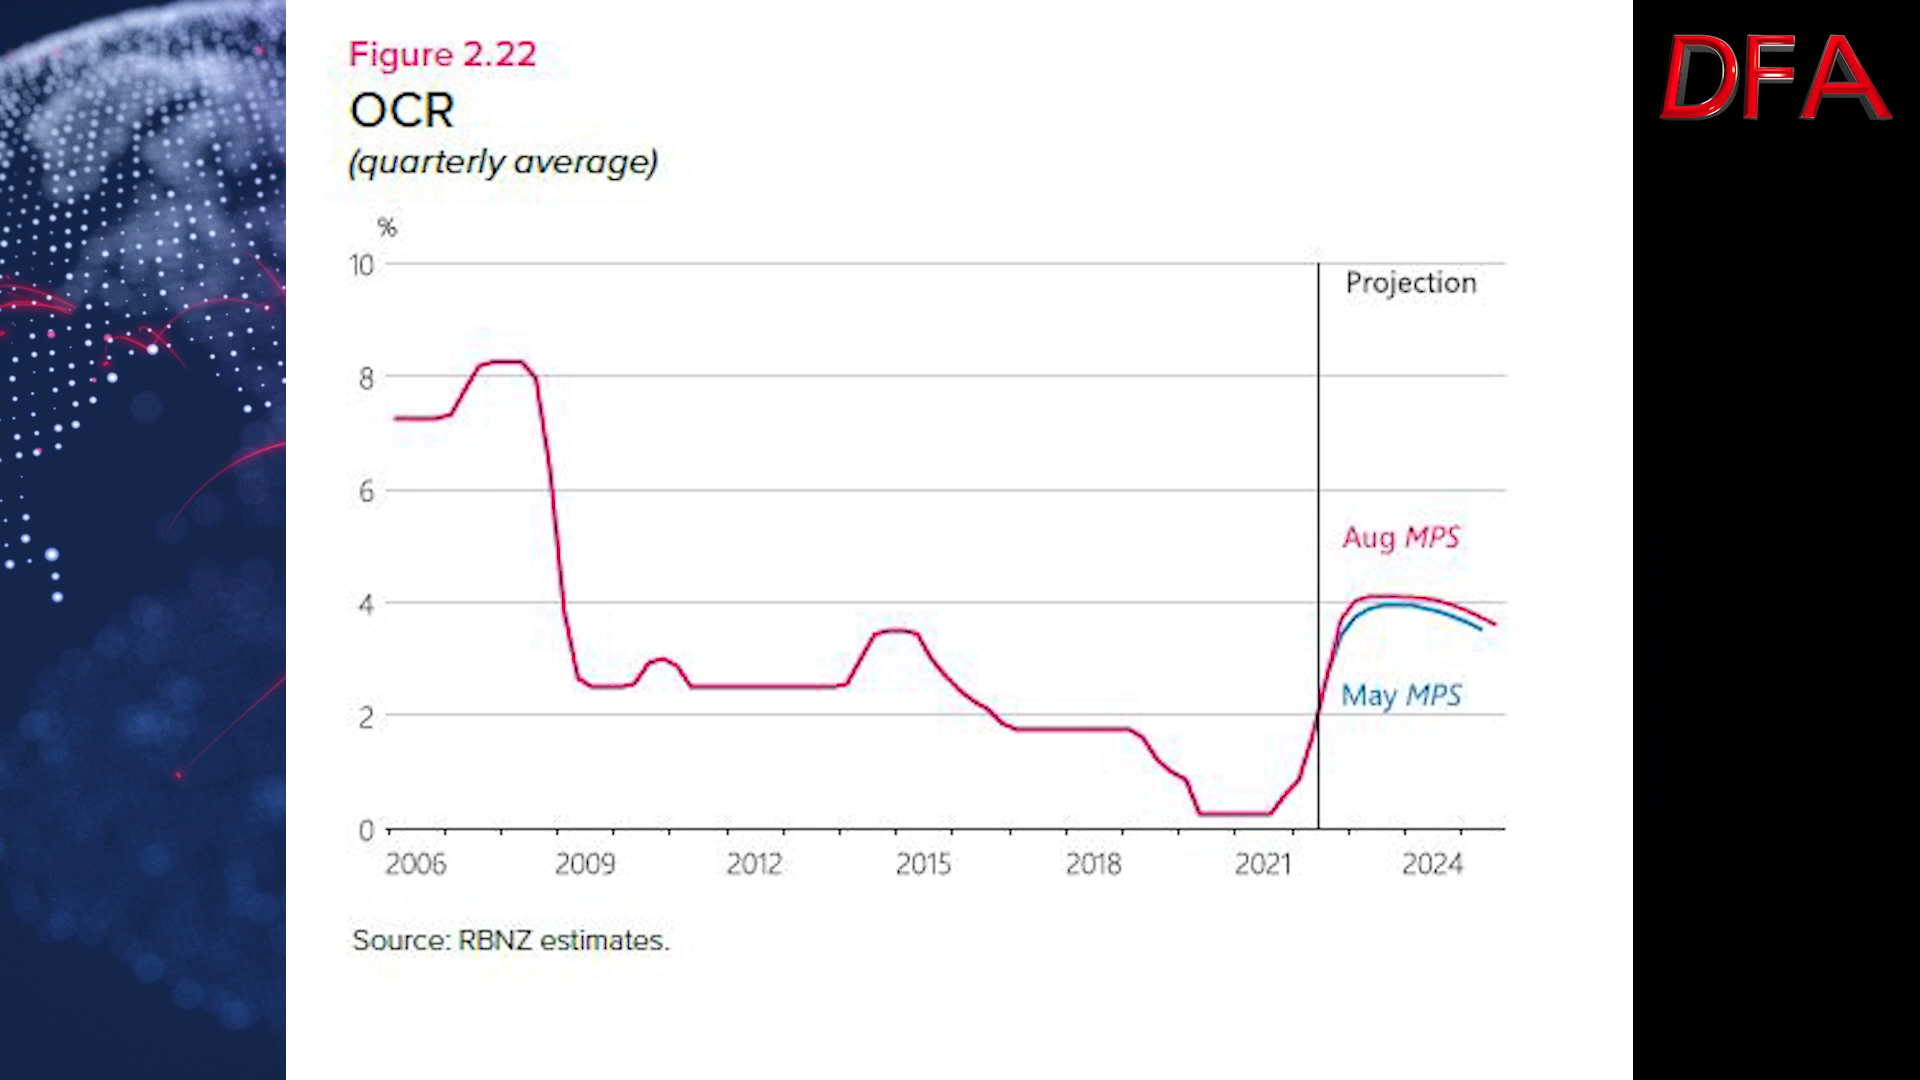 Figure 2.22
DFA
OCR
(quarterly average)
%
10
Projection
8
6
Aug MPS
4
May MPS
2
0
2006 2009 2012 2015 2018 2021 2024
Source: RBNZ estimates.